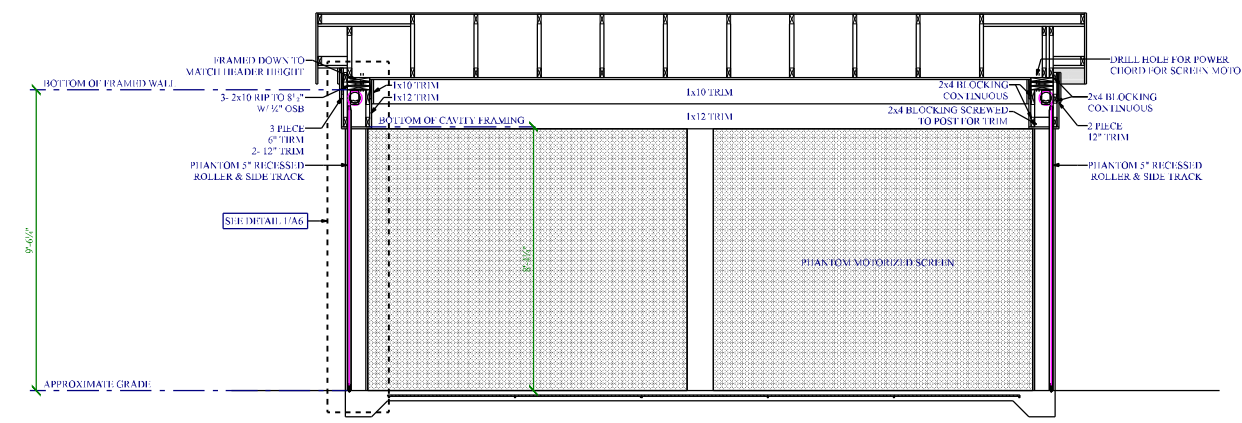 FRAMED DOWN TO
MATCH HEADER HEIGHT
DRILL HOLE FOR POWER
CHORD FOR SCREEN MOTO
BOTTOM OF FRAMED WALL
1x10 TRIM
1x12 TRIM
1x10 TRIM
1x12 TRIM
2x4 BLOCKING
CONTINUOUS
2x4 BLOCKING
CONTINUOUS
3- 2x10 RIP TO 8½"
W/ ½" OSB
2x4 BLOCKING SCREWED
TO POST FOR TRIM
BOTTOM OF CAVITY FRAMING
3 PIECE
6" TIRM
2- 12" TRIM
2 PIECE
12" TRIM
PHANTOM 5" RECESSED
ROLLER & SIDE TRACK
PHANTOM 5" RECESSED
ROLLER & SIDE TRACK
SEE DETAIL 1/A6
PHANTOM MOTORIZED SCREEN
APPROXIMATE GRADE